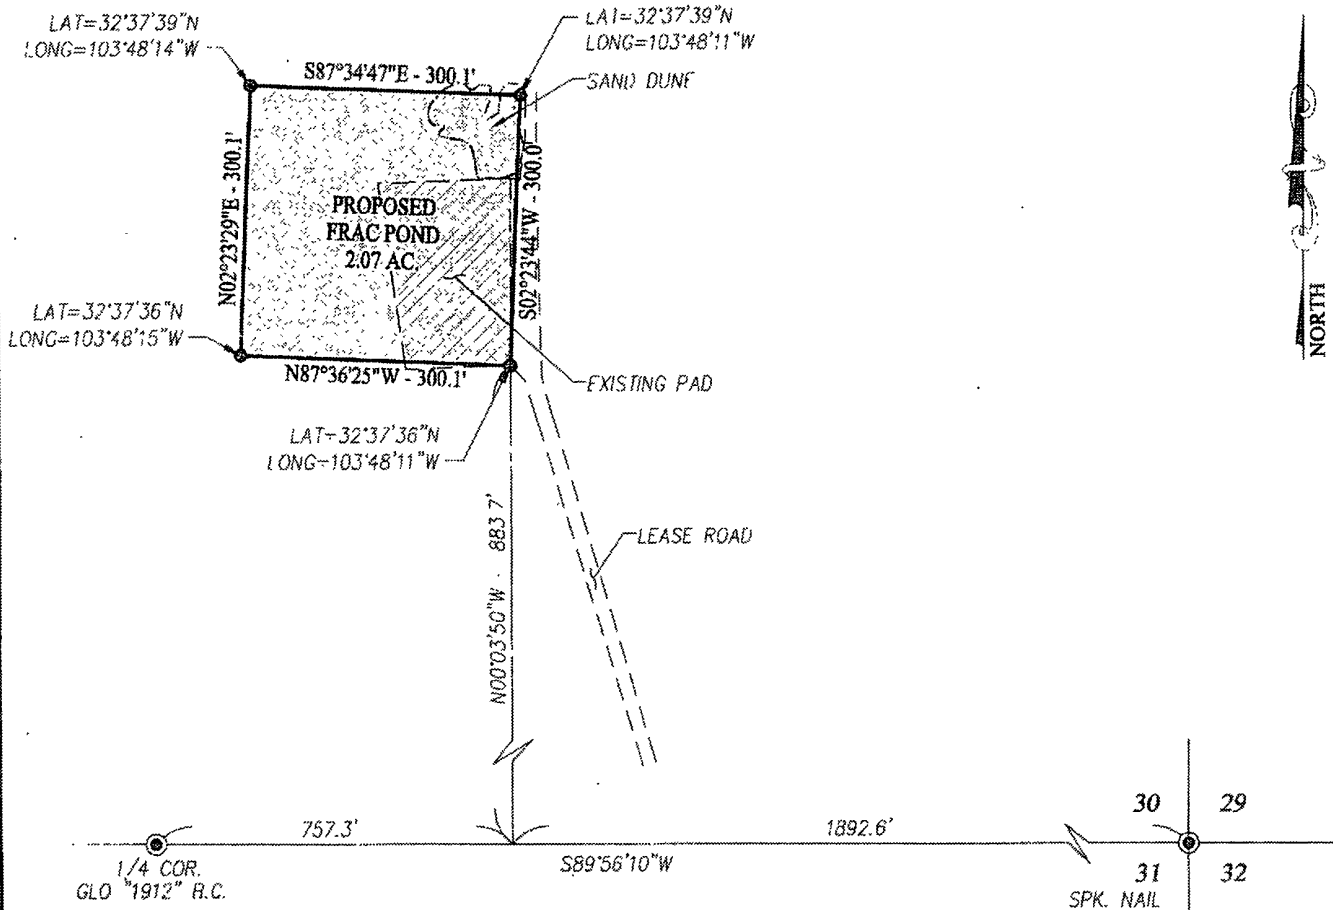 LAT=32°37'39"N
LONG=103°48'14"W
LAT=32°37'39"N
LONG=103°48'11"W
S87°34'47"E - 300.1'
SAND DUNE
N02°23'29"E - 300.1'
S02°23'44"W - 300.0'
PROPOSED
FRAC POND
2.07 AC.
NORTH
LAT=32°37'36"N
LONG=103°48'15"W
N87°36'25"W - 300.1'
EXISTING PAD
LAT=32°37'36"N
LONG=103°48'11"W
N00°03'50"W - 883.7'
LEASE ROAD
30 29
757.3'
1892.6'
S89°56'10"W
1/4 COR.
GLO "1912" B.C.
31 32
SPK. NAIL